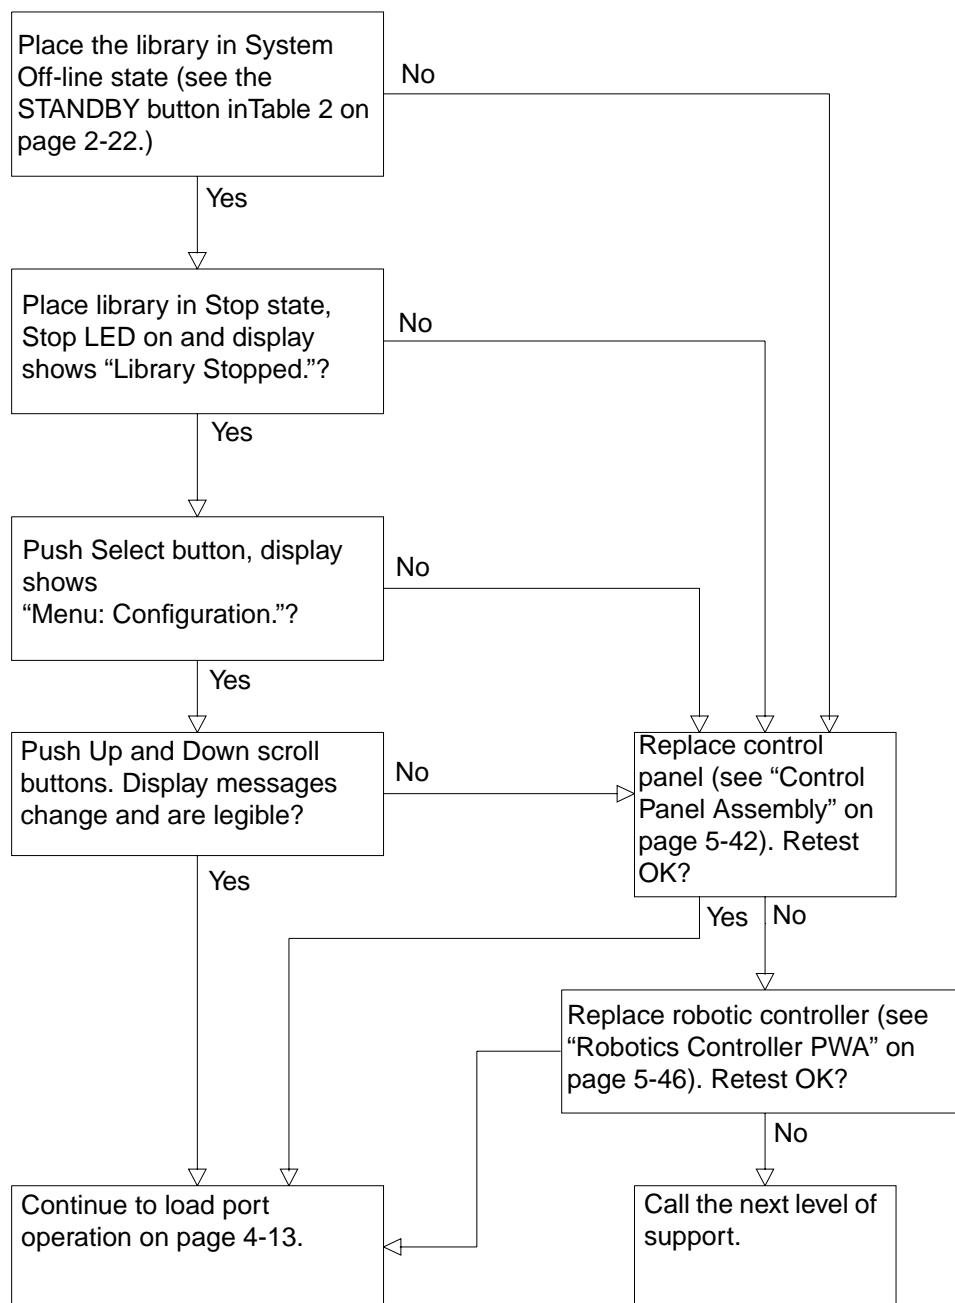 Place the library in System
Off-line state (see the
STANDBY button inTable 2 on
page 2-22.)
No
Yes
Place library in Stop state,
Stop LED on and display
shows “Library Stopped.”?
No
Yes
Push Select button, display
shows
“Menu: Configuration.”?
No
Yes
Push Up and Down scroll
buttons. Display messages
change and are legible?
No
Yes
Replace control
panel (see “Control
Panel Assembly” on
page 5-42). Retest
OK?
Yes
No
Replace robotic controller (see
“Robotics Controller PWA” on
page 5-46). Retest OK?
No
Continue to load port
operation on page 4-13.
Call the next level of
support.